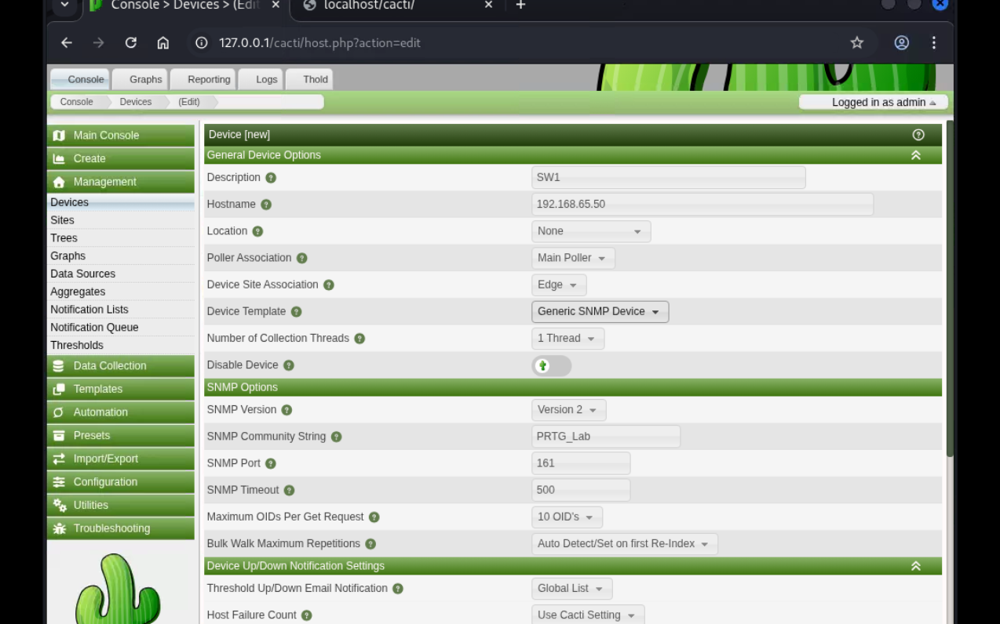 Console > Devices > (Edit
localhost/cacti/
127.0.0.1/cacti/host.php?action=edit
Console Graphs Reporting Logs Thold
Console Devices (Edit) Logged in as admin
Main Console
Create
Management
Devices
Sites
Trees
Graphs
Data Sources
Aggregates
Notification Lists
Notification Queue
Thresholds
Data Collection
Templates
Automation
Presets
Import/Export
Configuration
Utilities
Troubleshooting
Device [new]
General Device Options
Description SW1
Hostname 192.168.65.50
Location None
Poller Association Main Poller
Device Site Association Edge
Device Template Generic SNMP Device
Number of Collection Threads 1 Thread
Disable Device
SNMP Options
SNMP Version Version 2
SNMP Community String PRTG_Lab
SNMP Port 161
SNMP Timeout 500
Maximum OIDs Per Get Request 10 OID's
Bulk Walk Maximum Repetitions Auto Detect/Set on first Re-Index
Device Up/Down Notification Settings
Threshold Up/Down Email Notification Global List
Host Failure Count Use Cacti Setting